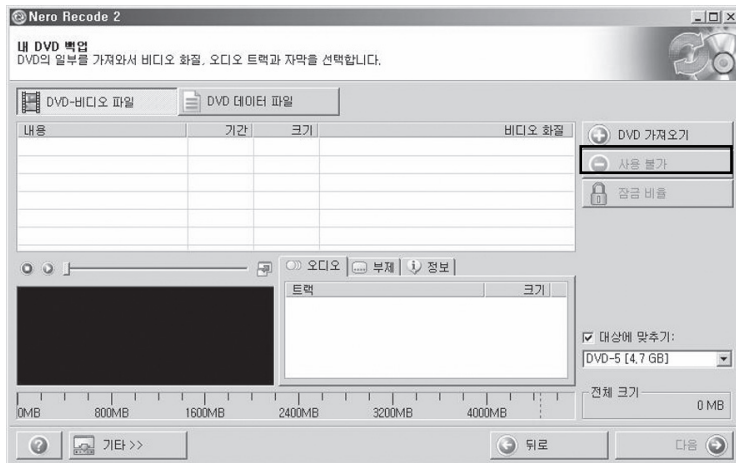 Nero Recode 2
내 DVD 백업
DVD의 일부를 가져와서 비디오 화질, 오디오 트랙과 자막을 선택합니다.
DVD-비디오 파일 DVD 데이터 파일
내용 기간 크기 비디오 화질
DVD 가져오기
사용 불가
잠금 비율
오디오 부제 정보
트랙 크기
대상에 맞추기:
DVD-5 [4,7 GB]
전체 크기
0 MB
0MB 800MB 1600MB 2400MB 3200MB 4000MB
기타 >> 뒤로 다음